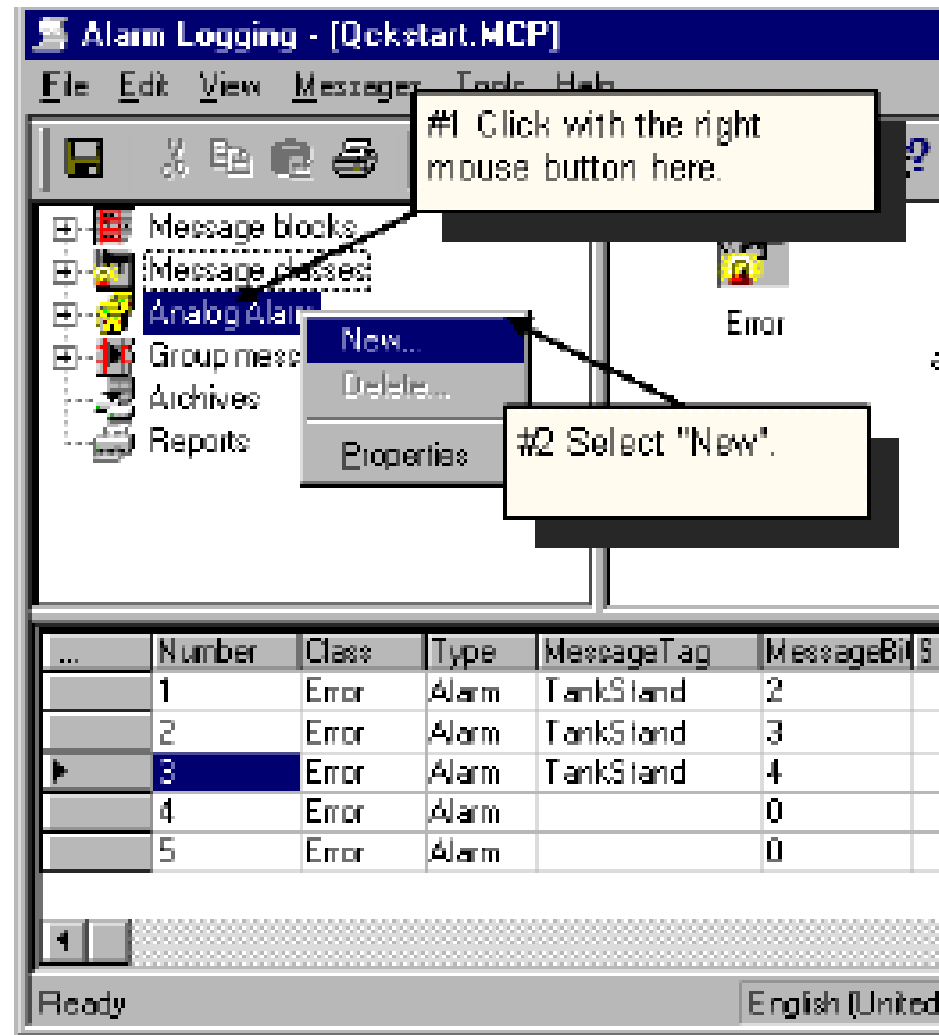 Alarm Logging - [Qckstart.MCP]
File Edit View Messages Tools Help
#1 Click with the right
mouse button here.
?
Message blocks
Message classes
Analog Alarm
Group mess
Archives
Reports
New...
Delete...
Properties
#2 Select "New".
Error
a
... Number Class Type MessageTag MessageBit S
1 Error Alarm TankStand 2
2 Error Alarm TankStand 3
3 Error Alarm TankStand 4
4 Error Alarm 0
5 Error Alarm 0
Ready
English (United